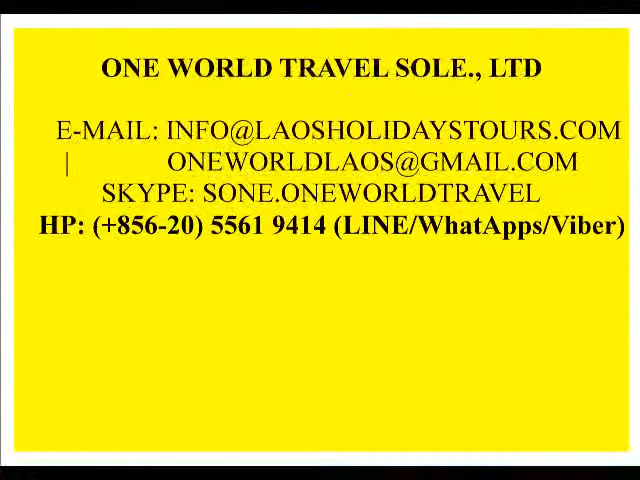 ONE WORLD TRAVEL SOLE., LTD
E-MAIL: INFO@LAOSHOLIDAYSTOURS.COM
| ONEWORLDLAOS@GMAIL.COM
SKYPE: SONE.ONEWORLDTRAVEL
HP: (+856-20) 5561 9414 (LINE/WhatApps/Viber)